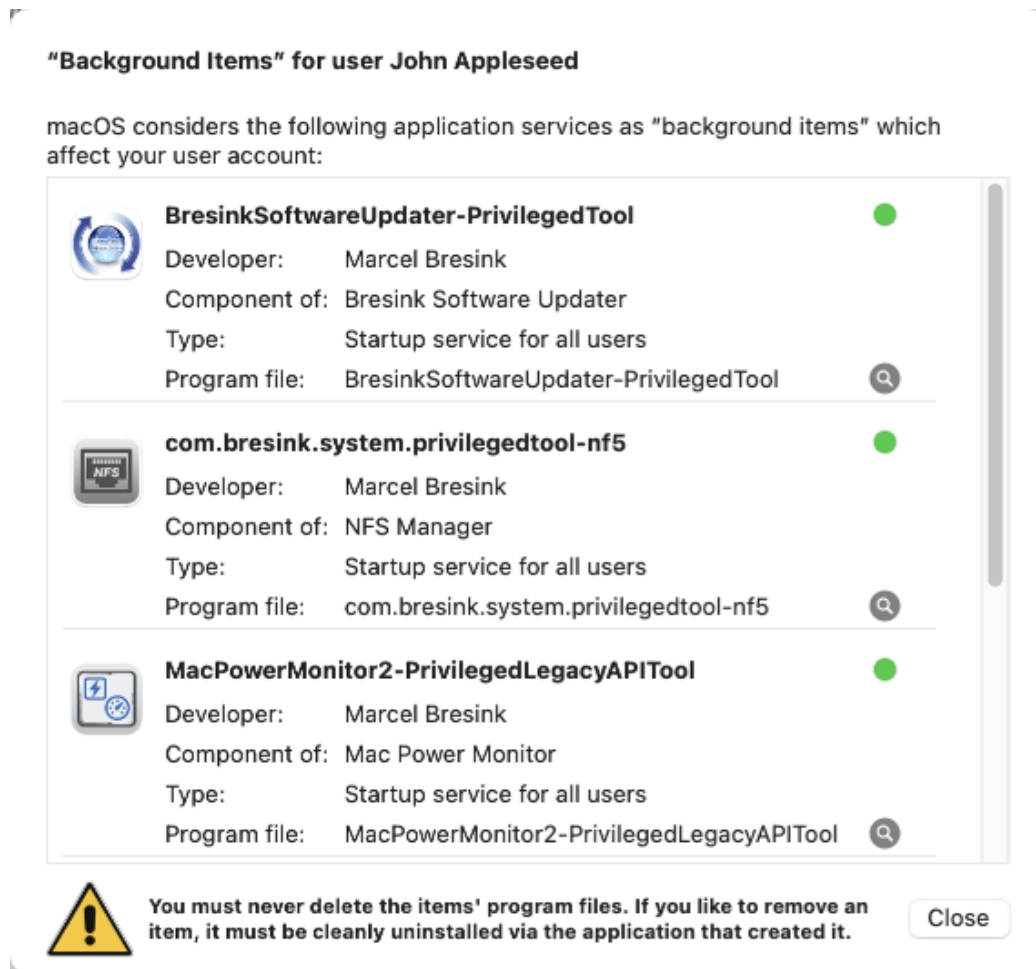 “Background Items” for user John Appleseed
macOS considers the following application services as “background items” which
affect your user account:
BresinkSoftwareUpdater-PrivilegedTool
Developer: Marcel Bresink
Component of: Bresink Software Updater
Type: Startup service for all users
Program file: BresinkSoftwareUpdater-PrivilegedTool
NFS
com.bresink.system.privilegedtool-nf5
Developer: Marcel Bresink
Component of: NFS Manager
Type: Startup service for all users
Program file: com.bresink.system.privilegedtool-nf5
MacPowerMonitor2-PrivilegedLegacyAPITool
Developer: Marcel Bresink
Component of: Mac Power Monitor
Type: Startup service for all users
Program file: MacPowerMonitor2-PrivilegedLegacyAPITool
You must never delete the items' program files. If you like to remove an
item, it must be cleanly uninstalled via the application that created it.
Close